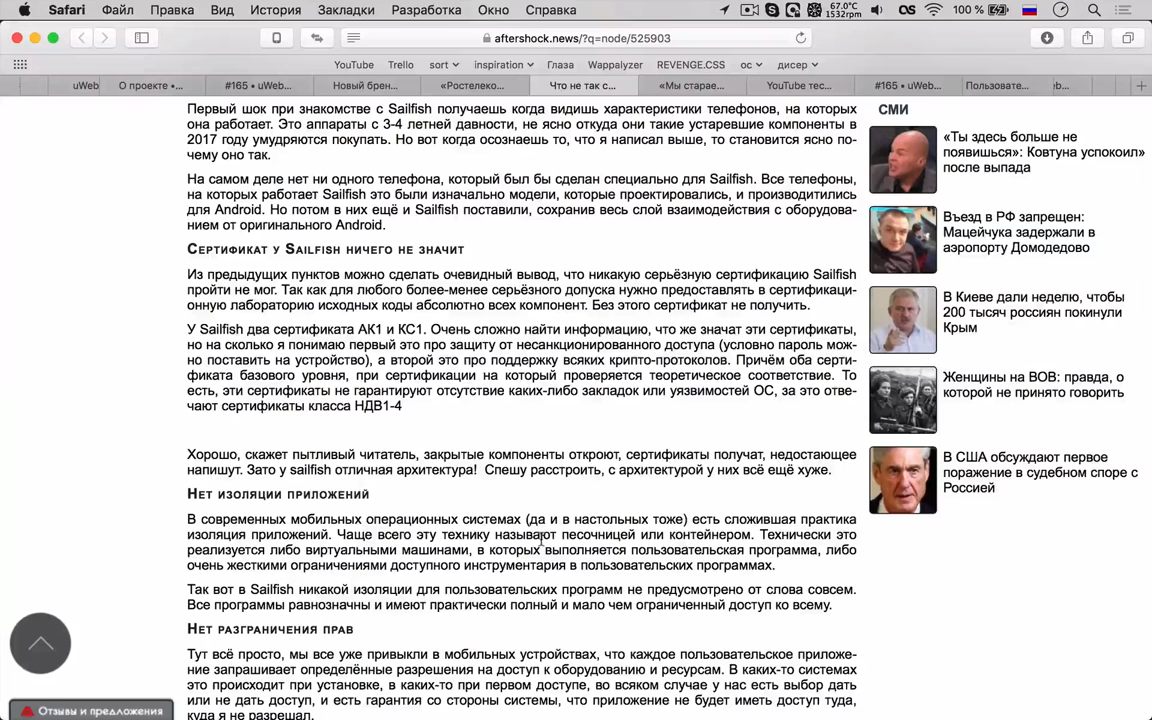 Safari Файл Правка Вид История Закладки Разработка Окно Справка 67.0°C 1532rpm 100 %
aftershock.news/?q=node/525903
YouTube Trello sort inspiration Глаза Wappalyzer REVENGE.CSS ос дисер
uWeb О проекте •... #165 • uWeb... Новый брен... «Ростелеко... Что не так с... «Мы старае... YouTube тес... #165 • uWeb... Пользовате...
Первый шок при знакомстве с Sailfish получаешь когда видишь характеристики телефонов, на которых
она работает. Это аппараты с 3-4 летней давности, не ясно откуда они такие устаревшие компоненты в
2017 году умудряются покупать. Но вот когда осознаешь то, что я написал выше, то становится ясно по-
чему оно так.
На самом деле нет ни одного телефона, который был бы сделан специально для Sailfish. Все телефоны,
на которых работает Sailfish это были изначально модели, которые проектировались, и производитились
для Android. Но потом в них ещё и Sailfish поставили, сохранив весь слой взаимодействия с оборудова-
нием от оригинального Android.
Сертификат у Sailfish ничего не значит
Из предыдущих пунктов можно сделать очевидный вывод, что никакую серьёзную сертификацию Sailfish
пройти не мог. Так как для любого более-менее серьёзного допуска нужно предоставлять в сертификаци-
онную лабораторию исходных коды абсолютно всех компонент. Без этого сертификат не получить.
У Sailfish два сертификата АК1 и КС1. Очень сложно найти информацию, что же значат эти сертификаты,
но на сколько я понимаю первый это про защиту от несанкционированного доступа (условно пароль мож-
но поставить на устройство), а второй это про поддержку всяких крипто-протоколов. Причём оба серти-
фиката базового уровня, при сертификации на который проверяется теоретическое соответствие. То
есть, эти сертификаты не гарантируют отсутствие каких-либо закладок или уязвимостей ОС, за это отве-
чают сертификаты класса НДВ1-4
Хорошо, скажет пытливый читатель, закрытые компоненты откроют, сертификаты получат, недостающее
напишут. Зато у sailfish отличная архитектура! Спешу расстроить, с архитектурой у них всё ещё хуже.
Нет изоляции приложений
В современных мобильных операционных системах (да и в настольных тоже) есть сложившая практика
изоляция приложений. Чаще всего эту технику называют песочницей или контейнером. Технически это
реализуется либо виртуальными машинами, в которых выполняется пользовательская программа, либо
очень жесткими ограничениями доступного инструментария в пользовательских программах.
Так вот в Sailfish никакой изоляции для пользовательских программ не предусмотрено от слова совсем.
Все программы равнозначны и имеют практически полный и мало чем ограниченный доступ ко всему.
Нет разграничения прав
Тут всё просто, мы все уже привыкли в мобильных устройствах, что каждое пользовательское приложе-
ние запрашивает определённые разрешения на доступ к оборудованию и ресурсам. В каких-то системах
это происходит при установке, в каких-то при первом доступе, во всяком случае у нас есть выбор дать
или не дать доступ, и есть гарантия со стороны системы, что приложение не будет иметь доступ туда,
куда я не разрешал.
СМИ
«Ты здесь больше не
появишься»: Ковтуна успокоил»
после выпада
Въезд в РФ запрещен:
Мацейчука задержали в
аэропорту Домодедово
В Киеве дали неделю, чтобы
200 тысяч россиян покинули
Крым
Женщины на ВОВ: правда, о
которой не принято говорить
В США обсуждают первое
поражение в судебном споре с
Россией
Отзывы и предложения